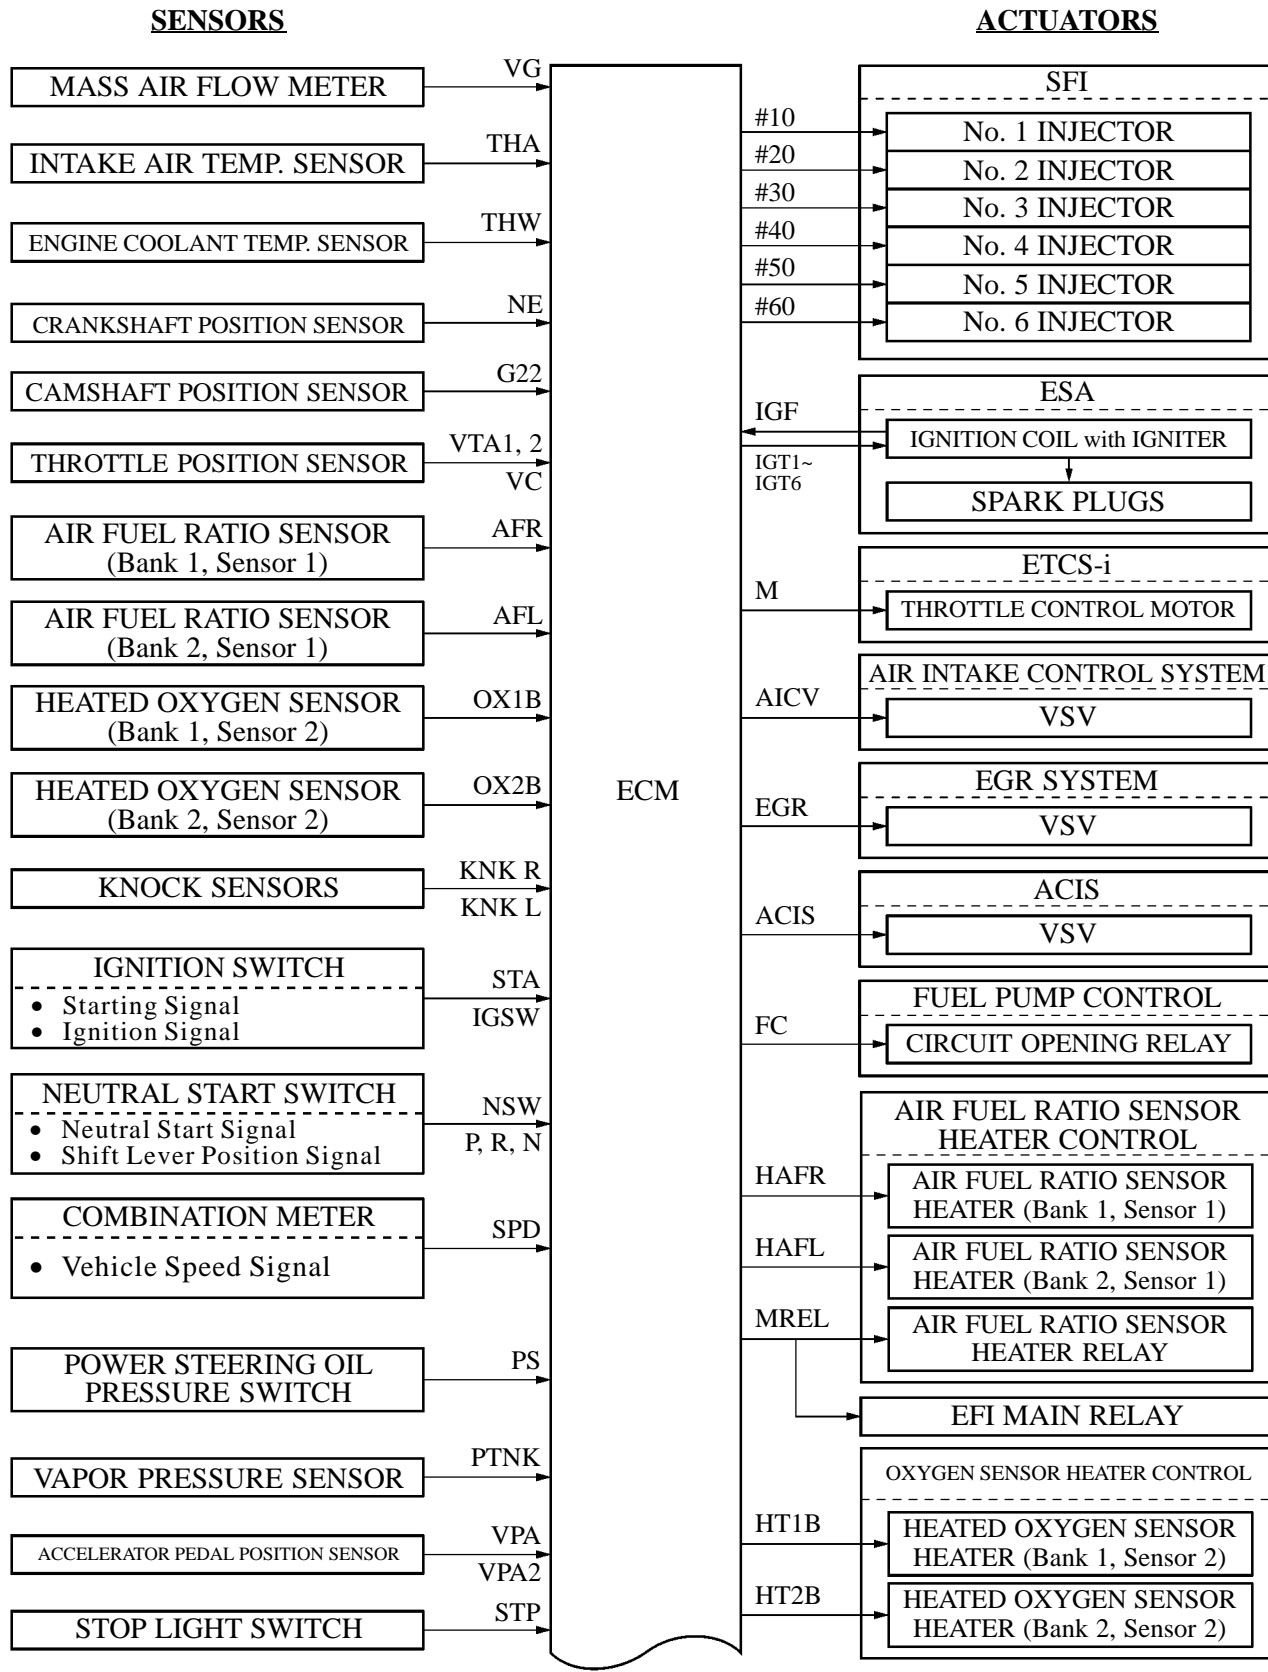 SENSORS
MASS AIR FLOW METER
VG
INTAKE AIR TEMP. SENSOR
THA
ENGINE COOLANT TEMP. SENSOR
THW
CRANKSHAFT POSITION SENSOR
NE
CAMSHAFT POSITION SENSOR
G22
THROTTLE POSITION SENSOR
VTA1, 2
VC
AIR FUEL RATIO SENSOR
(Bank 1, Sensor 1)
AFR
AIR FUEL RATIO SENSOR
(Bank 2, Sensor 1)
AFL
HEATED OXYGEN SENSOR
(Bank 1, Sensor 2)
OX1B
HEATED OXYGEN SENSOR
(Bank 2, Sensor 2)
OX2B
KNOCK SENSORS
KNK R
KNK L
IGNITION SWITCH
• Starting Signal
• Ignition Signal
STA
IGSW
NEUTRAL START SWITCH
• Neutral Start Signal
• Shift Lever Position Signal
NSW
P, R, N
COMBINATION METER
• Vehicle Speed Signal
SPD
POWER STEERING OIL
PRESSURE SWITCH
PS
VAPOR PRESSURE SENSOR
PTNK
ACCELERATOR PEDAL POSITION SENSOR
VPA
VPA2
STOP LIGHT SWITCH
STP
ECM
ACTUATORS
SFI
#10
No. 1 INJECTOR
#20
No. 2 INJECTOR
#30
No. 3 INJECTOR
#40
No. 4 INJECTOR
#50
No. 5 INJECTOR
#60
No. 6 INJECTOR
ESA
IGF
IGNITION COIL with IGNITER
IGT1~
IGT6
SPARK PLUGS
ETCS-i
M
THROTTLE CONTROL MOTOR
AIR INTAKE CONTROL SYSTEM
AICV
VSV
EGR SYSTEM
EGR
VSV
ACIS
ACIS
VSV
FUEL PUMP CONTROL
FC
CIRCUIT OPENING RELAY
AIR FUEL RATIO SENSOR
HEATER CONTROL
HAFR
AIR FUEL RATIO SENSOR
HEATER (Bank 1, Sensor 1)
HAFL
AIR FUEL RATIO SENSOR
HEATER (Bank 2, Sensor 1)
MREL
AIR FUEL RATIO SENSOR
HEATER RELAY
EFI MAIN RELAY
OXYGEN SENSOR HEATER CONTROL
HT1B
HEATED OXYGEN SENSOR
HEATER (Bank 1, Sensor 2)
HT2B
HEATED OXYGEN SENSOR
HEATER (Bank 2, Sensor 2)